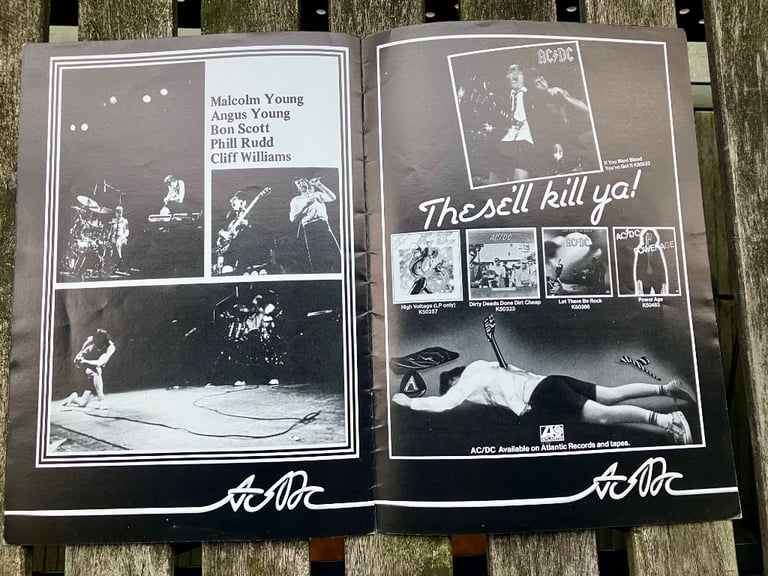 Malcolm Young
Angus Young
Bon Scott
Phill Rudd
Cliff Williams
AC/DC
AC/DC
If You Want Blood
You've Got It K50532
These'll kill ya!
AC/DC
AC/DC
AC/DC
POWERAGE
High Voltage (LP only)
K50257
Dirty Deeds Done Dirt Cheap
K50323
Let There Be Rock
K50366
Power Age
K50483
ATLANTIC
AC/DC Available on Atlantic Records and tapes.
AC/DC